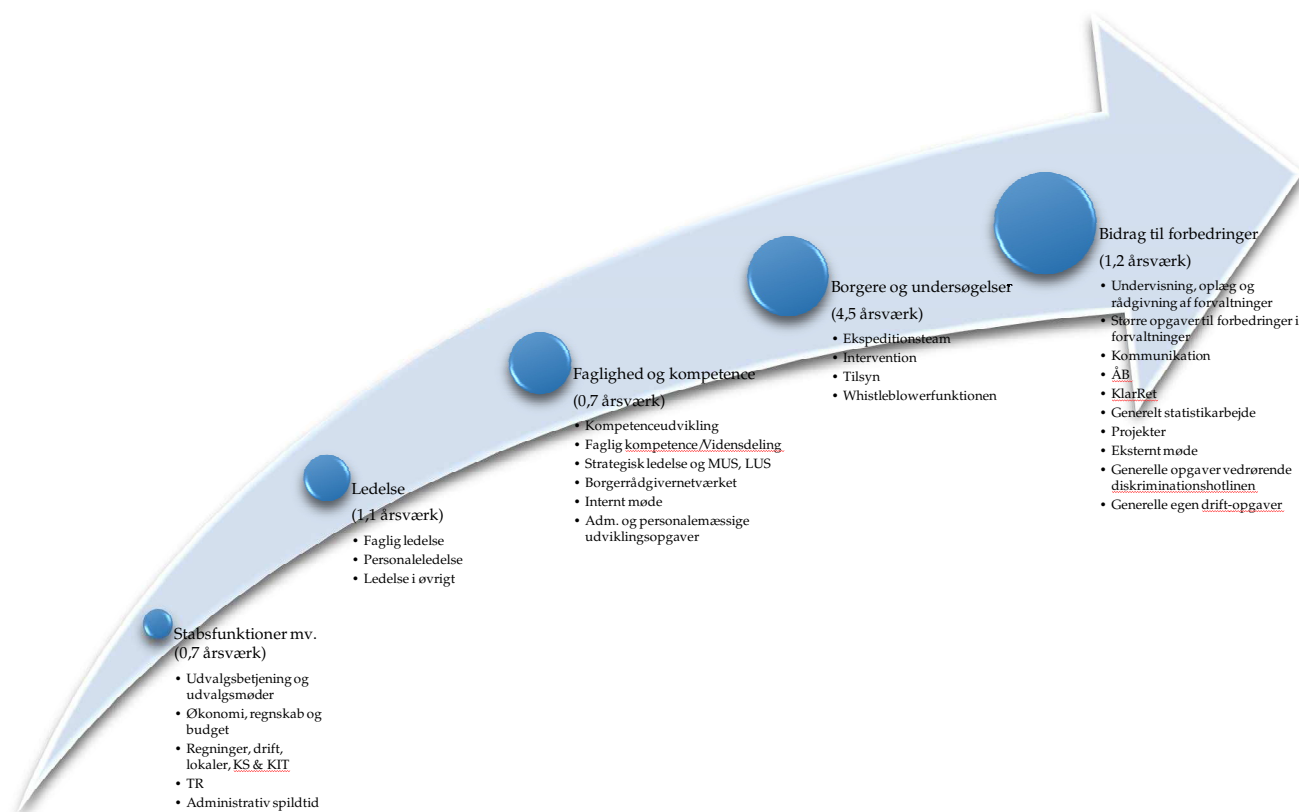 Stabsfunktioner mv.
(0,7 årsværk)
• Udvalgsbetjening og
udvalgsmøder
• Økonomi, regnskab og
budget
• Regninger, drift,
lokaler, KS & KIT
• TR
• Administrativ spildtid
Ledelse
(1,1 årsværk)
• Faglig ledelse
• Personaleledelse
• Ledelse i øvrigt
Faglighed og kompetence
(0,7 årsværk)
• Kompetenceudvikling
• Faglig kompetence/Vidensdeling
• Strategisk ledelse og MUS, LUS
• Borgerrådgivernetværket
• Internt møde
• Adm. og personalemæssige
udviklingsopgaver
Borgere og undersøgelser
(4,5 årsværk)
• Ekspeditionsteam
• Intervention
• Tilsyn
• Whistleblowerfunktionen
Bidrag til forbedringer
(1,2 årsværk)
• Undervisning, oplæg og
rådgivning af forvaltninger
• Større opgaver til forbedringer i
forvaltninger
• Kommunikation
• ÅB
• KlarRet
• Generelt statistikarbejde
• Projekter
• Eksternt møde
• Generelle opgaver vedrørende
diskriminationshotlinen
• Generelle egen drift-opgaver